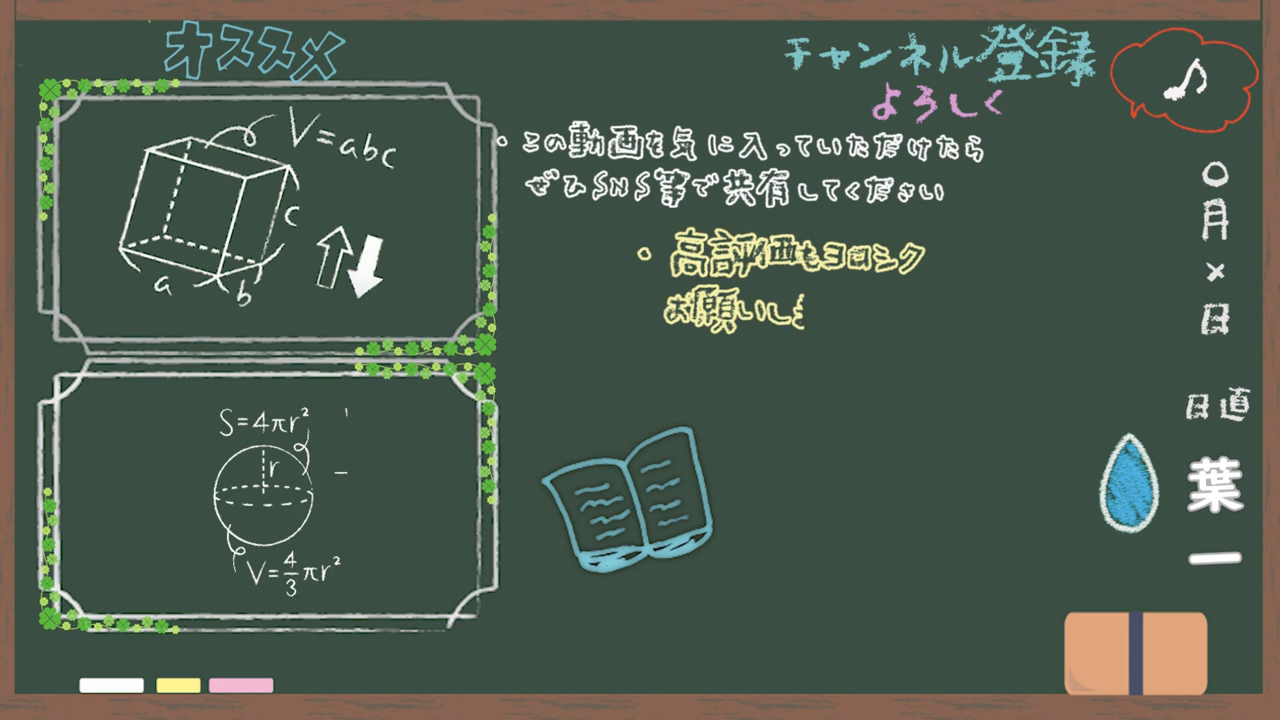 オススメ
V=abc
c
a
b
S=4πr²
r
V=4/3πr²
チャンネル登録
よろしく
・この動画を気に入っていただけたら
ぜひSNS等で共有してください
・高評価もヨロシク
お願いしま
〇月×日
日直
葉一